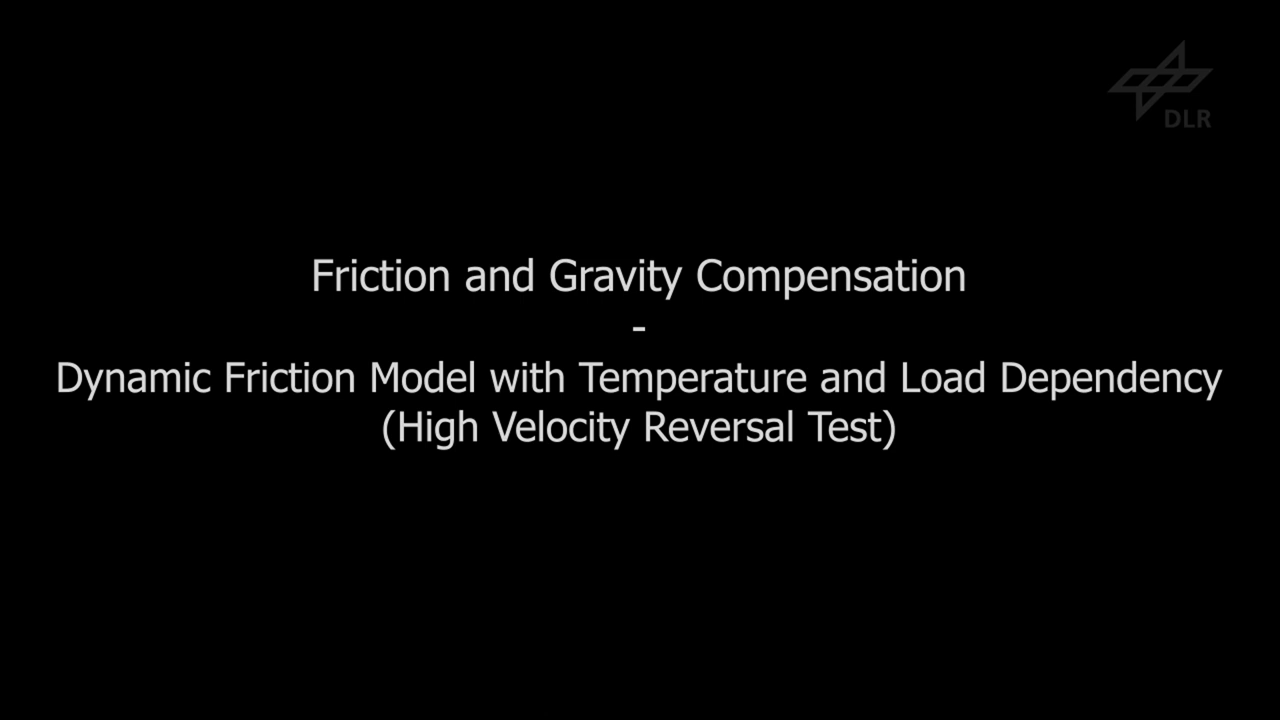 DLR
Friction and Gravity Compensation
-
Dynamic Friction Model with Temperature and Load Dependency
(High Velocity Reversal Test)